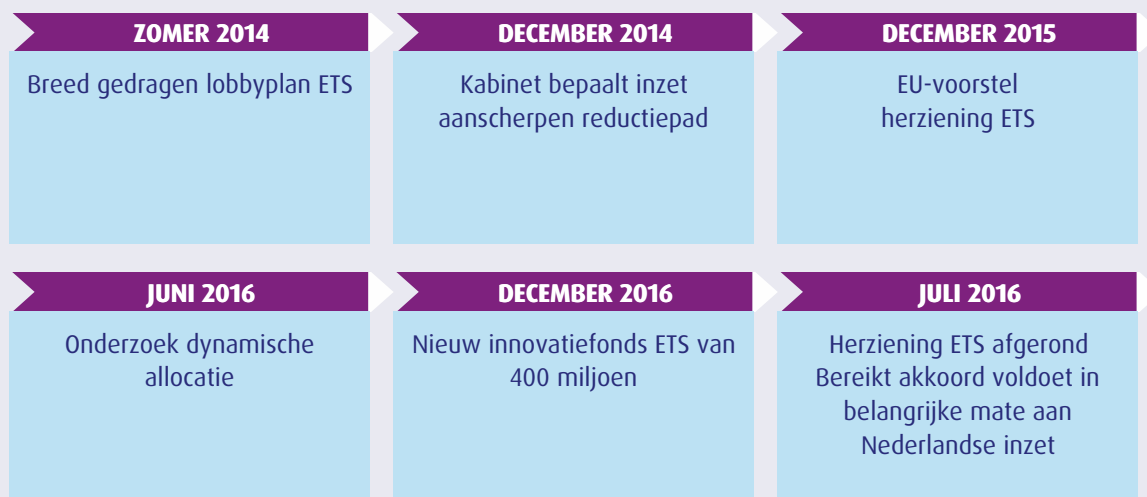 ZOMER 2014
Breed gedragen lobbyplan ETS
DECEMBER 2014
Kabinet bepaalt inzet
aanscherpen reductiepad
DECEMBER 2015
EU-voorstel
herziening ETS
JUNI 2016
Onderzoek dynamische
allocatie
DECEMBER 2016
Nieuw innovatiefonds ETS van
400 miljoen
JULI 2016
Herziening ETS afgerond
Bereikt akkoord voldoet in
belangrijke mate aan
Nederlandse inzet